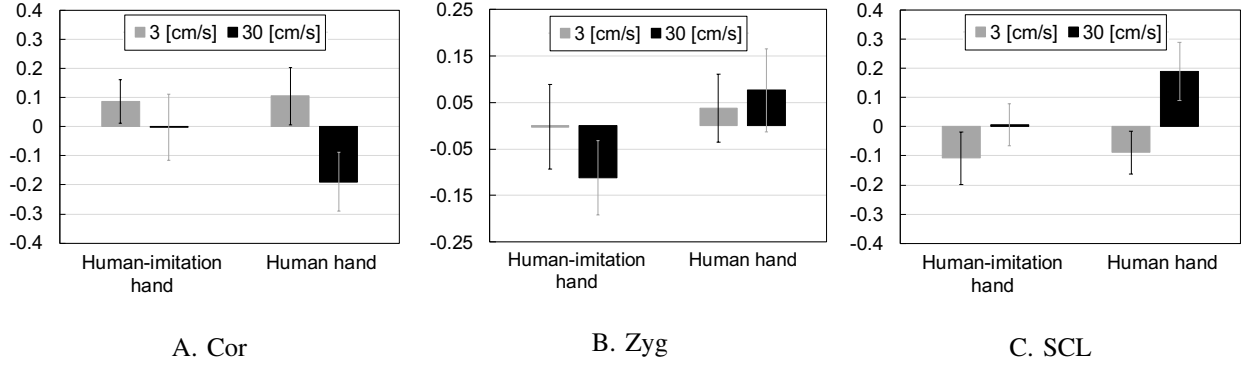 0.4
0.3
0.2
0.1
0
-0.1
-0.2
-0.3
-0.4
3 [cm/s] 30 [cm/s]
Human-imitation
hand
Human hand
A. Cor
0.25
0.15
0.05
-0.05
-0.15
-0.25
3 [cm/s] 30 [cm/s]
Human-imitation
hand
Human hand
B. Zyg
0.4
0.3
0.2
0.1
0
-0.1
-0.2
-0.3
-0.4
3 [cm/s] 30 [cm/s]
Human-imitation
hand
Human hand
C. SCL